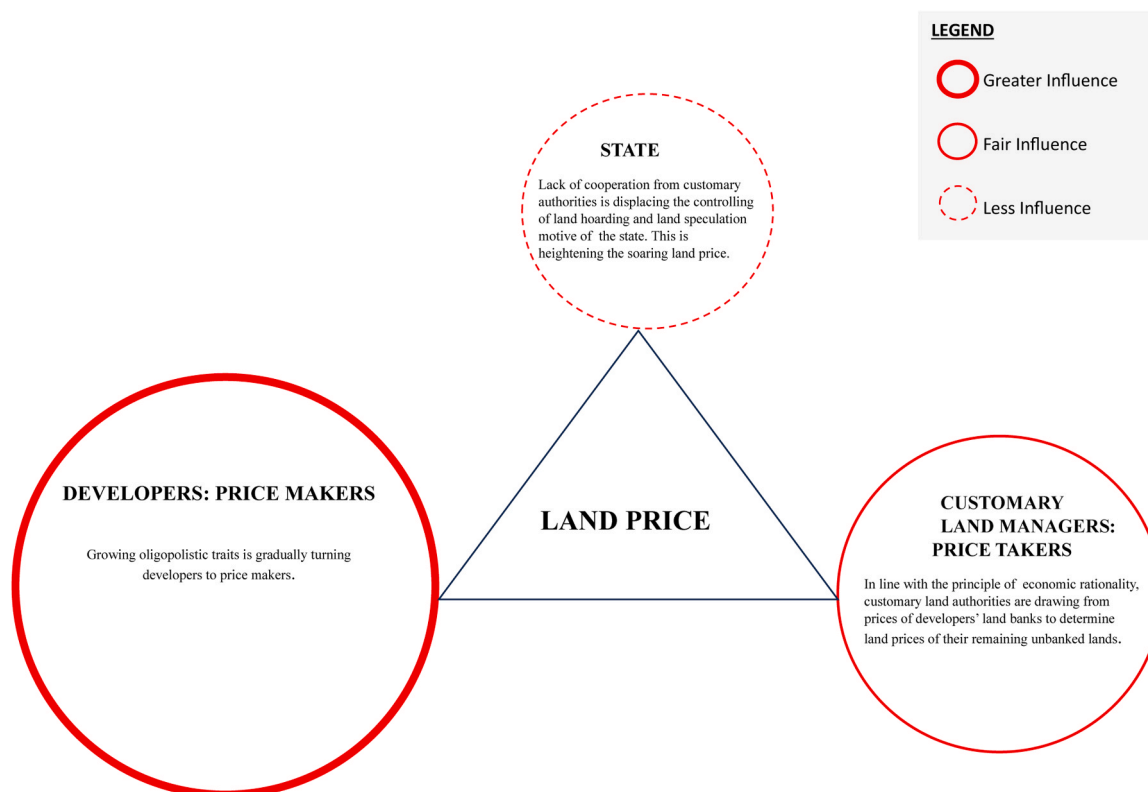 LEGEND
Greater Influence
Fair Influence
Less Influence
STATE
Lack of cooperation from customary
authorities is displacing the controlling
of land hoarding and land speculation
motive of the state. This is
heightening the soaring land price.
DEVELOPERS: PRICE MAKERS
Growing oligopolistic traits is gradually turning
developers to price makers.
LAND PRICE
CUSTOMARY
LAND MANAGERS:
PRICE TAKERS
In line with the principle of economic rationality,
customary land authorities are drawing from
prices of developers’ land banks to determine
land prices of their remaining unbanked lands.